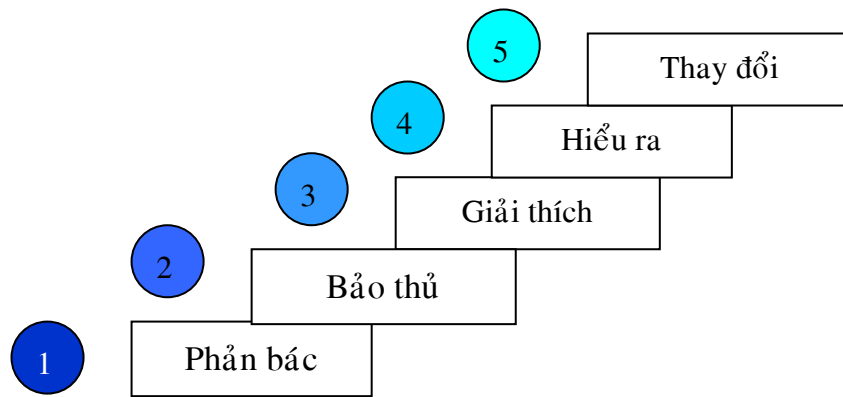 5
Thay đổi
4
Hiểu ra
3
Giải thích
2
Bảo thủ
1
Phản bác